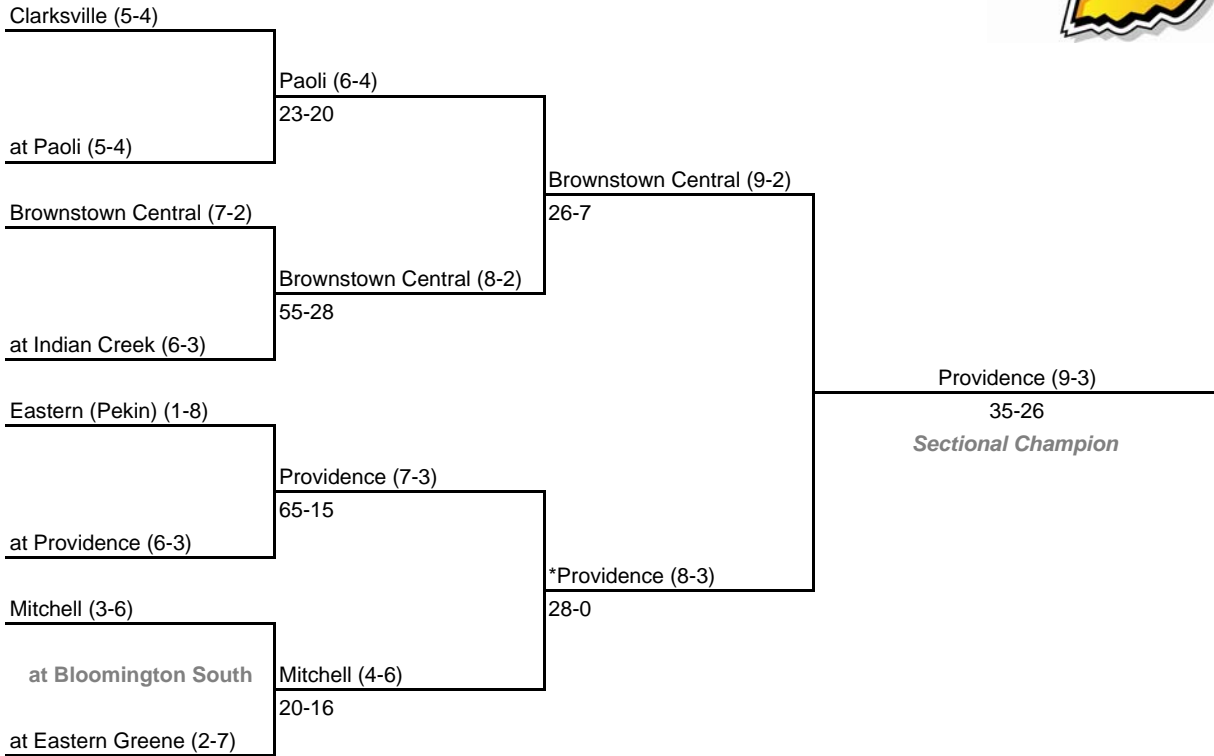 Clarksville (5-4)
Paoli (6-4)
23-20
at Paoli (5-4)
Brownstown Central (9-2)
26-7
Brownstown Central (7-2)
Brownstown Central (8-2)
55-28
at Indian Creek (6-3)
Providence (9-3)
35-26
Sectional Champion
Eastern (Pekin) (1-8)
Providence (7-3)
65-15
at Providence (6-3)
*Providence (8-3)
28-0
Mitchell (3-6)
at Bloomington South
Mitchell (4-6)
20-16
at Eastern Greene (2-7)